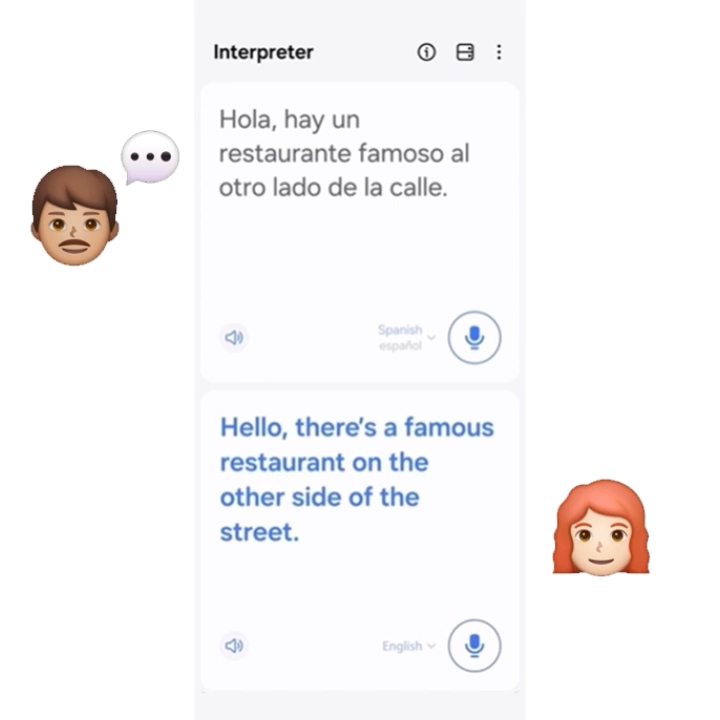 Interpreter
Hola, hay un
restaurante famoso al
otro lado de la calle.
Spanish
español
Hello, there's a famous
restaurant on the
other side of the
street.
English